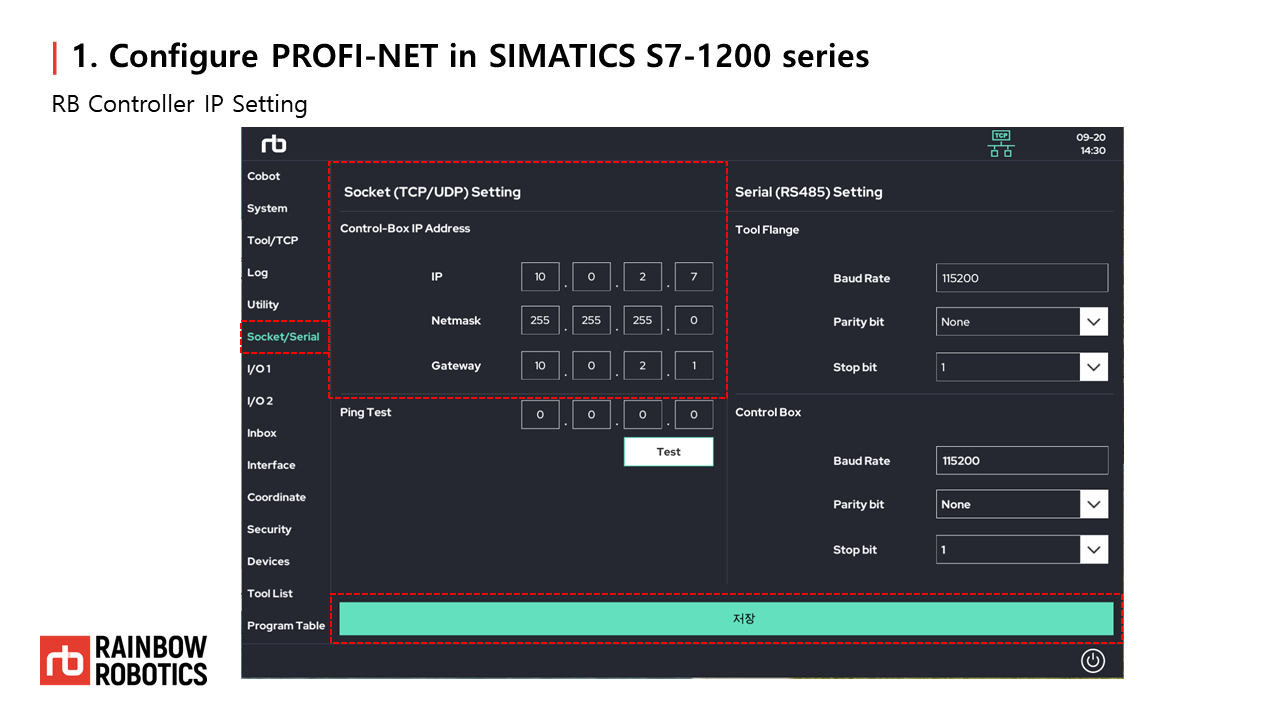 1. Configure PROFI-NET in SIMATICS S7-1200 series
RB Controller IP Setting
rb
TCP
09-20
14:30
Cobot
System
Tool/TCP
Log
Utility
Socket/Serial
I/O 1
I/O 2
Inbox
Interface
Coordinate
Security
Devices
Tool List
Program Table
Socket (TCP/UDP) Setting
Control-Box IP Address
IP 10 . 0 . 2 . 7
Netmask 255 . 255 . 255 . 0
Gateway 10 . 0 . 2 . 1
Ping Test 0 . 0 . 0 . 0
Test
Serial (RS485) Setting
Tool Flange
Baud Rate 115200
Parity bit None
Stop bit 1
Control Box
Baud Rate 115200
Parity bit None
Stop bit 1
저장
rb RAINBOW
ROBOTICS